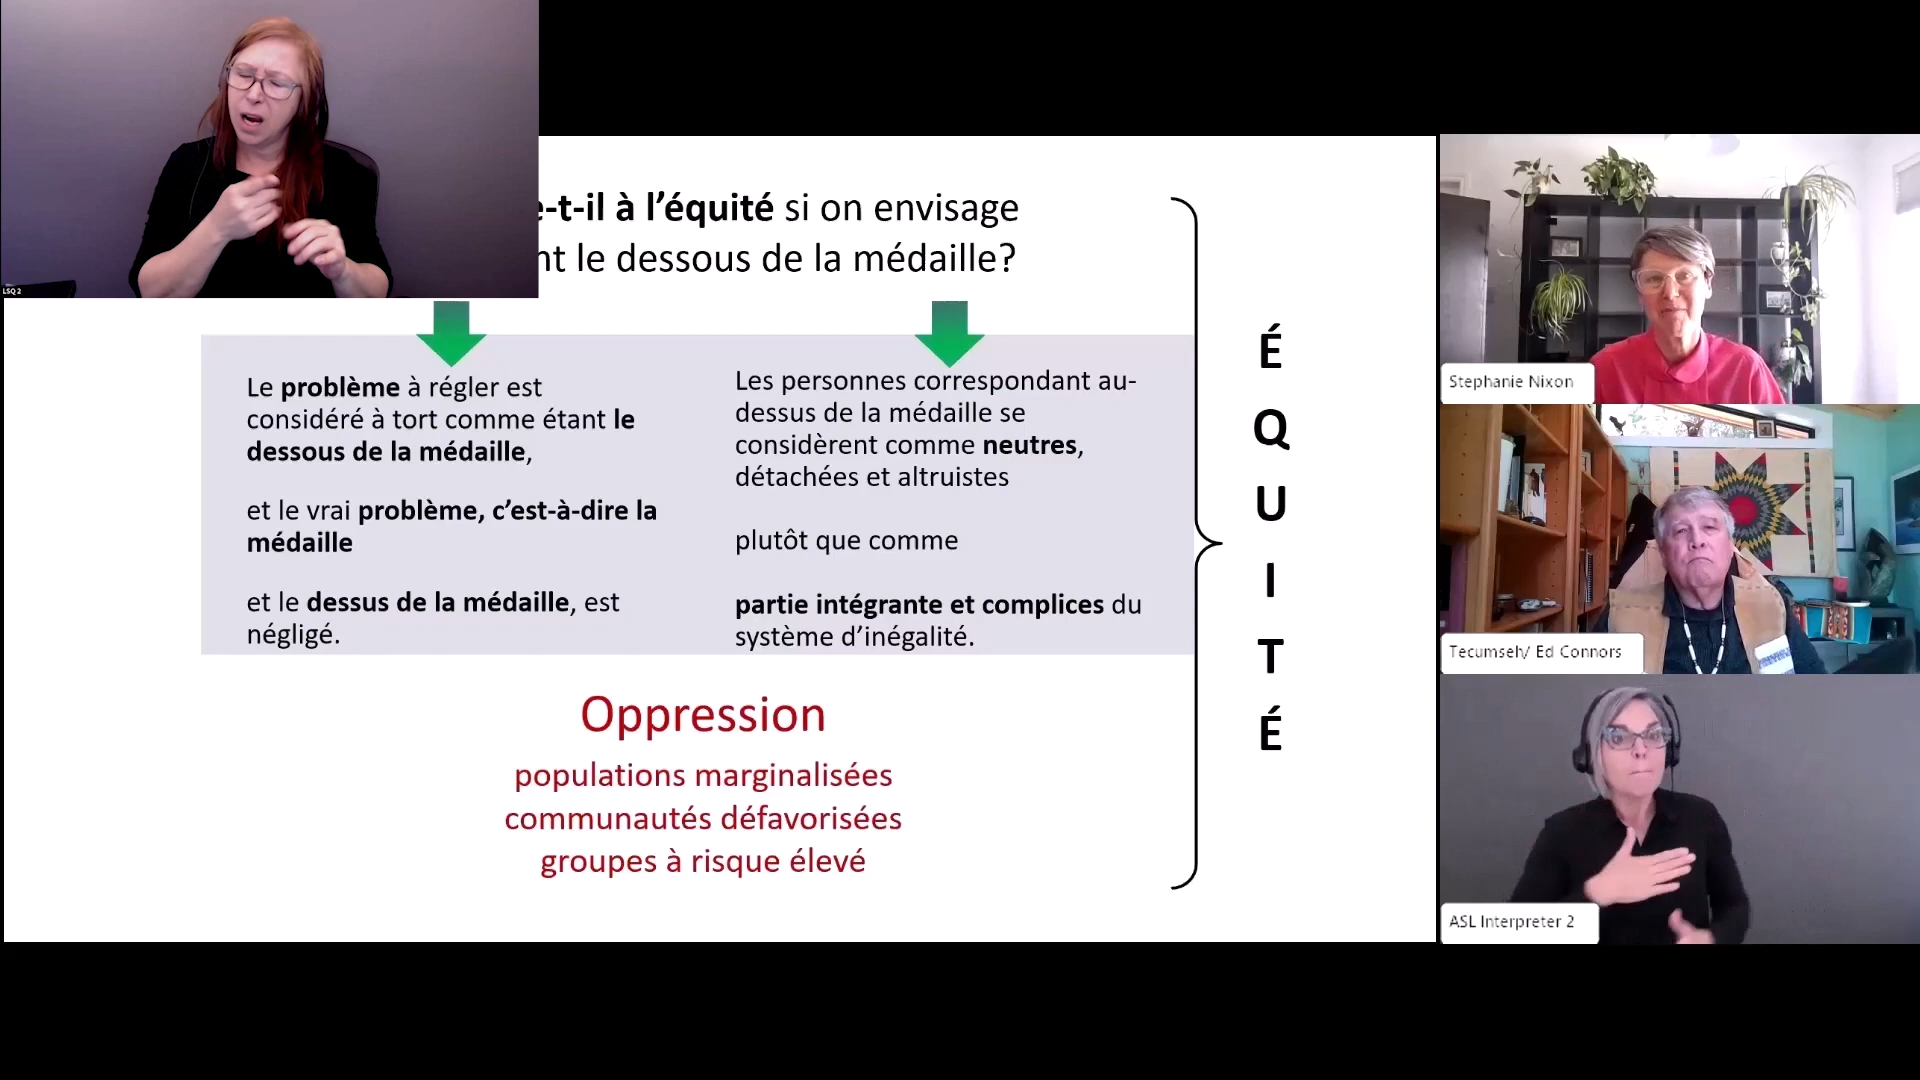 LSQ 2
-t-il à l’équité si on envisage
nt le dessous de la médaille?
Le problème à régler est
considéré à tort comme étant le
dessous de la médaille,
et le vrai problème, c’est-à-dire la
médaille
et le dessus de la médaille, est
négligé.
Les personnes correspondant au-
dessus de la médaille se
considèrent comme neutres,
détachées et altruistes
plutôt que comme
partie intégrante et complices du
système d’inégalité.
Oppression
populations marginalisées
communautés défavorisées
groupes à risque élevé
É
Q
U
I
T
É
Stephanie Nixon
Tecumseh/ Ed Connors
ASL Interpreter 2